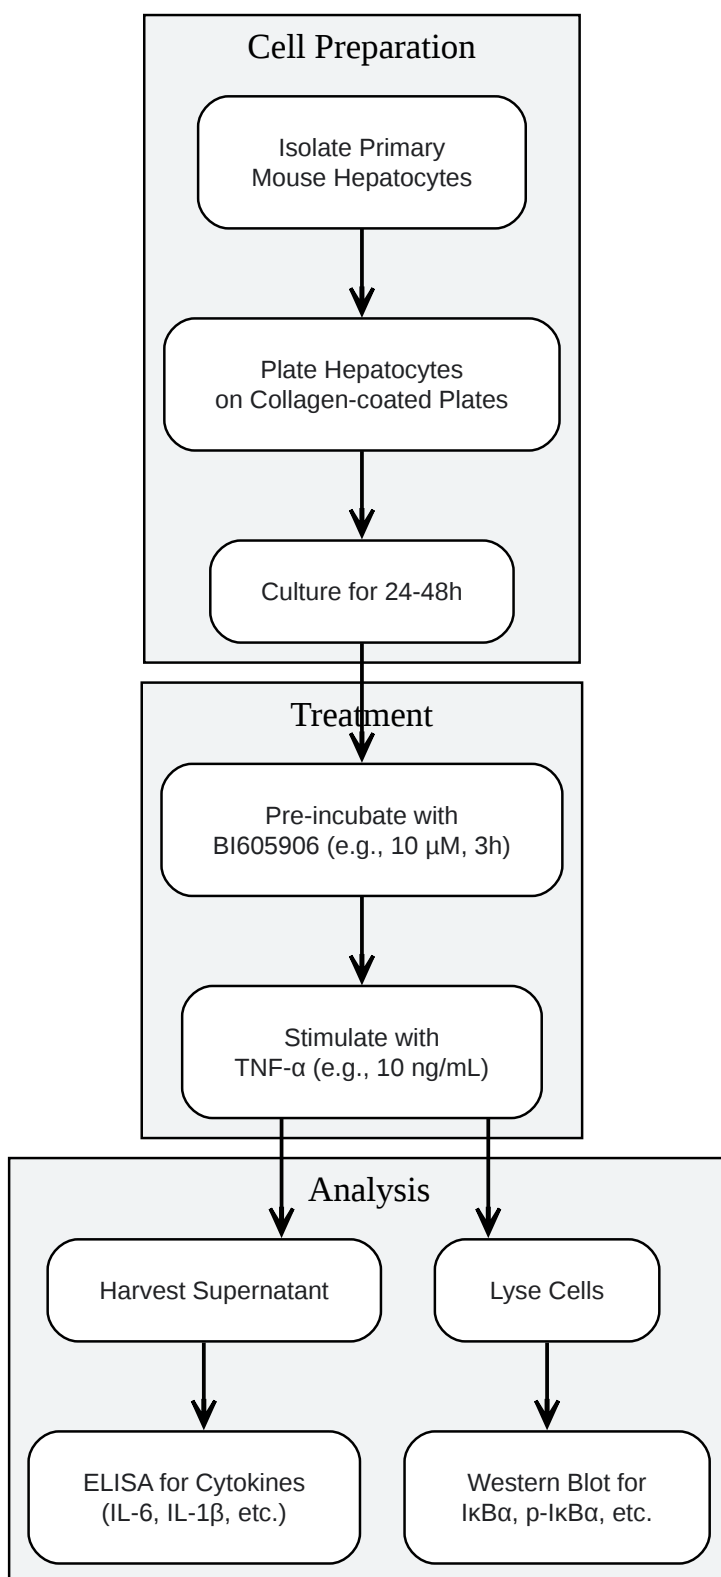 Cell Preparation
Isolate Primary
Mouse Hepatocytes
Plate Hepatocytes
on Collagen-coated Plates
Culture for 24-48h
Treatment
Pre-incubate with
BI605906 (e.g., 10 µM, 3h)
Stimulate with
TNF-α (e.g., 10 ng/mL)
Analysis
Harvest Supernatant
Lyse Cells
ELISA for Cytokines
(IL-6, IL-1β, etc.)
Western Blot for
IκBα, p-IκBα, etc.